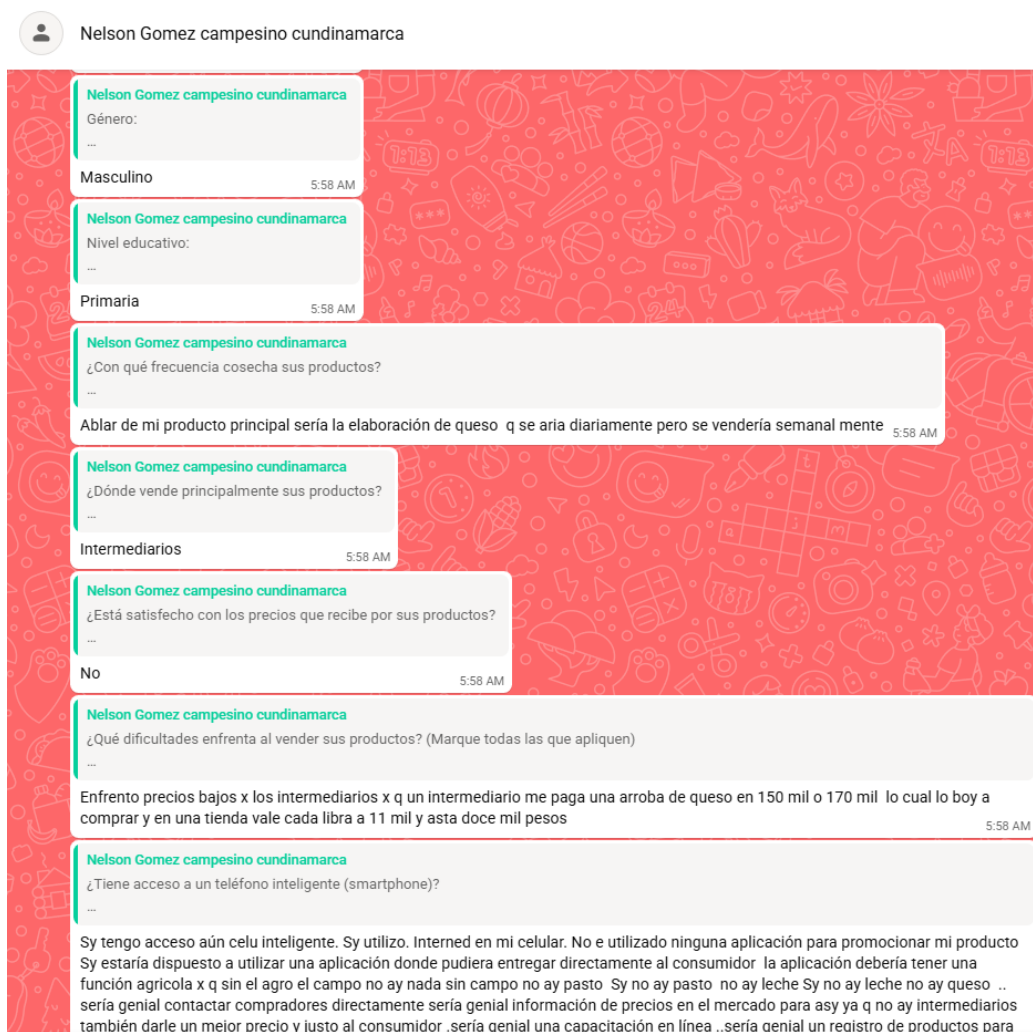 Nelson Gomez campesino cundinamarca
Nelson Gomez campesino cundinamarca
Género:
...
Masculino
5:58 AM
Nelson Gomez campesino cundinamarca
Nivel educativo:
...
Primaria
5:58 AM
Nelson Gomez campesino cundinamarca
¿Con qué frecuencia cosecha sus productos?
...
Ablar de mi producto principal sería la elaboración de queso q se aria diariamente pero se vendería semanal mente
5:58 AM
Nelson Gomez campesino cundinamarca
¿Dónde vende principalmente sus productos?
...
Intermediarios
5:58 AM
Nelson Gomez campesino cundinamarca
¿Está satisfecho con los precios que recibe por sus productos?
...
No
5:58 AM
Nelson Gomez campesino cundinamarca
¿Qué dificultades enfrenta al vender sus productos? (Marque todas las que apliquen)
...
Enfrento precios bajos x los intermediarios x q un intermediario me paga una arroba de queso en 150 mil o 170 mil lo cual lo boy a
comprar y en una tienda vale cada libra a 11 mil y asta doce mil pesos
5:58 AM
Nelson Gomez campesino cundinamarca
¿Tiene acceso a un teléfono inteligente (smartphone)?
...
Sy tengo acceso aún celu inteligente. Sy utilizo. Interned en mi celular. No e utilizado ninguna aplicación para promocionar mi producto
Sy estaría dispuesto a utilizar una aplicación donde pudiera entregar directamente al consumidor la aplicación debería tener una
función agricola x q sin el agro el campo no ay nada sin campo no ay pasto Sy no ay pasto no ay leche Sy no ay leche no ay queso ..
sería genial contactar compradores directamente sería genial información de precios en el mercado para asy ya q no ay intermediarios
también darle un mejor precio y justo al consumidor .sería genial una capacitación en línea ..sería genial un registro de productos para